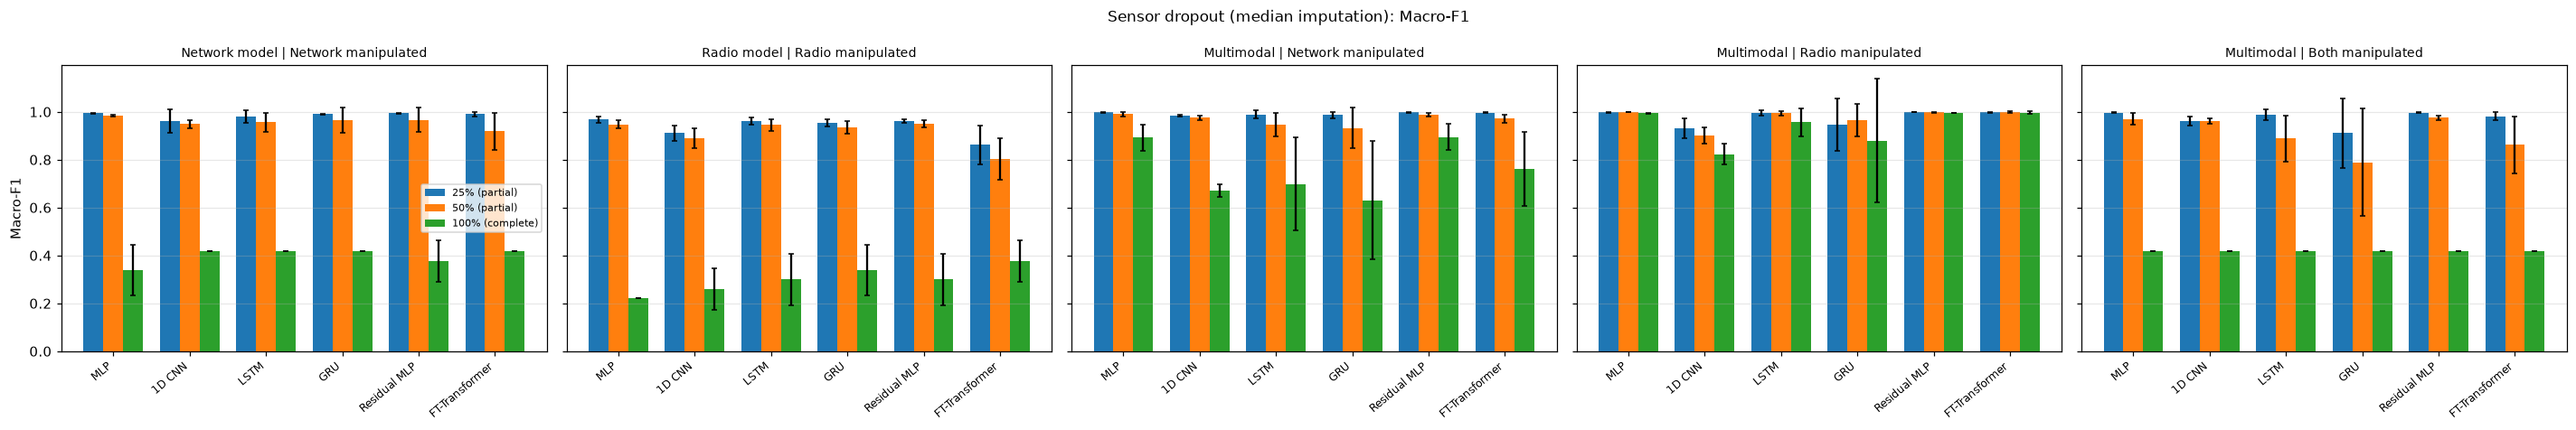 Sensor dropout (median imputation): Macro-F1
Network model | Network manipulated
Radio model | Radio manipulated
Multimodal | Network manipulated
Multimodal | Radio manipulated
Multimodal | Both manipulated
Macro-F1
1.0
0.8
0.6
0.4
0.2
0.0
25% (partial)
50% (partial)
100% (complete)
MLP
1D CNN
LSTM
GRU
Residual MLP
FT-Transformer
MLP
1D CNN
LSTM
GRU
Residual MLP
FT-Transformer
MLP
1D CNN
LSTM
GRU
Residual MLP
FT-Transformer
MLP
1D CNN
LSTM
GRU
Residual MLP
FT-Transformer
MLP
1D CNN
LSTM
GRU
Residual MLP
FT-Transformer